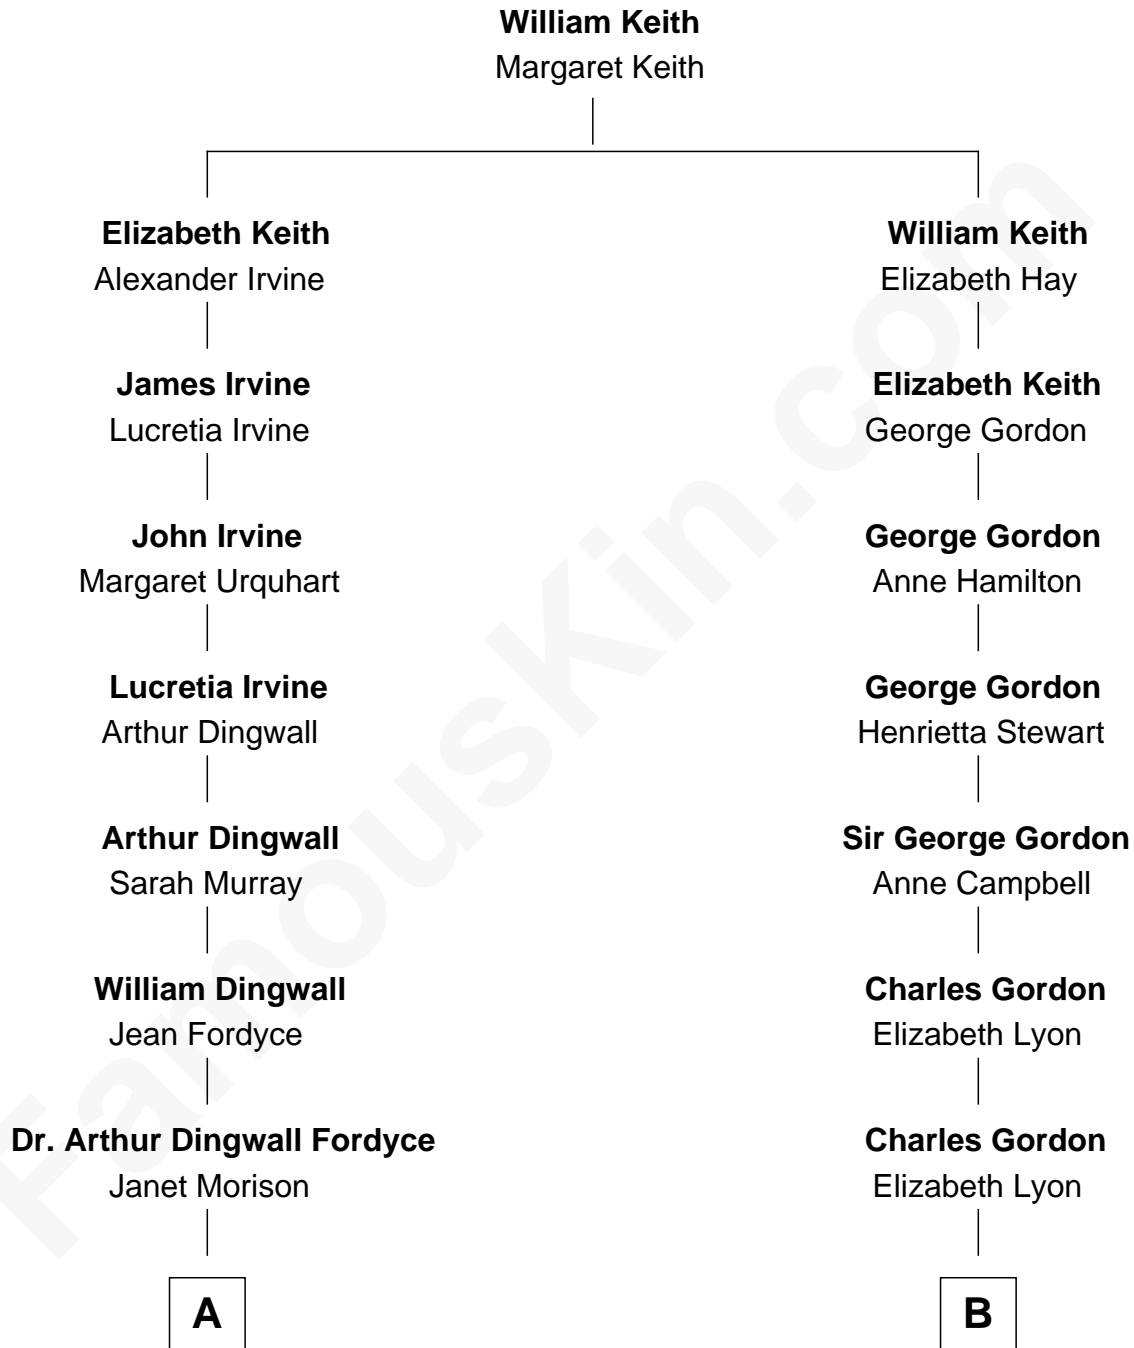 William Keith
Margaret Keith
Elizabeth Keith
Alexander Irvine
William Keith
Elizabeth Hay
James Irvine
Lucretia Irvine
Elizabeth Keith
George Gordon
John Irvine
Margaret Urquhart
George Gordon
Anne Hamilton
Lucretia Irvine
Arthur Dingwall
George Gordon
Henrietta Stewart
Arthur Dingwall
Sarah Murray
Sir George Gordon
Anne Campbell
William Dingwall
Jean Fordyce
Charles Gordon
Elizabeth Lyon
Dr. Arthur Dingwall Fordyce
Janet Morison
Charles Gordon
Elizabeth Lyon
A
B
FamousKin.com